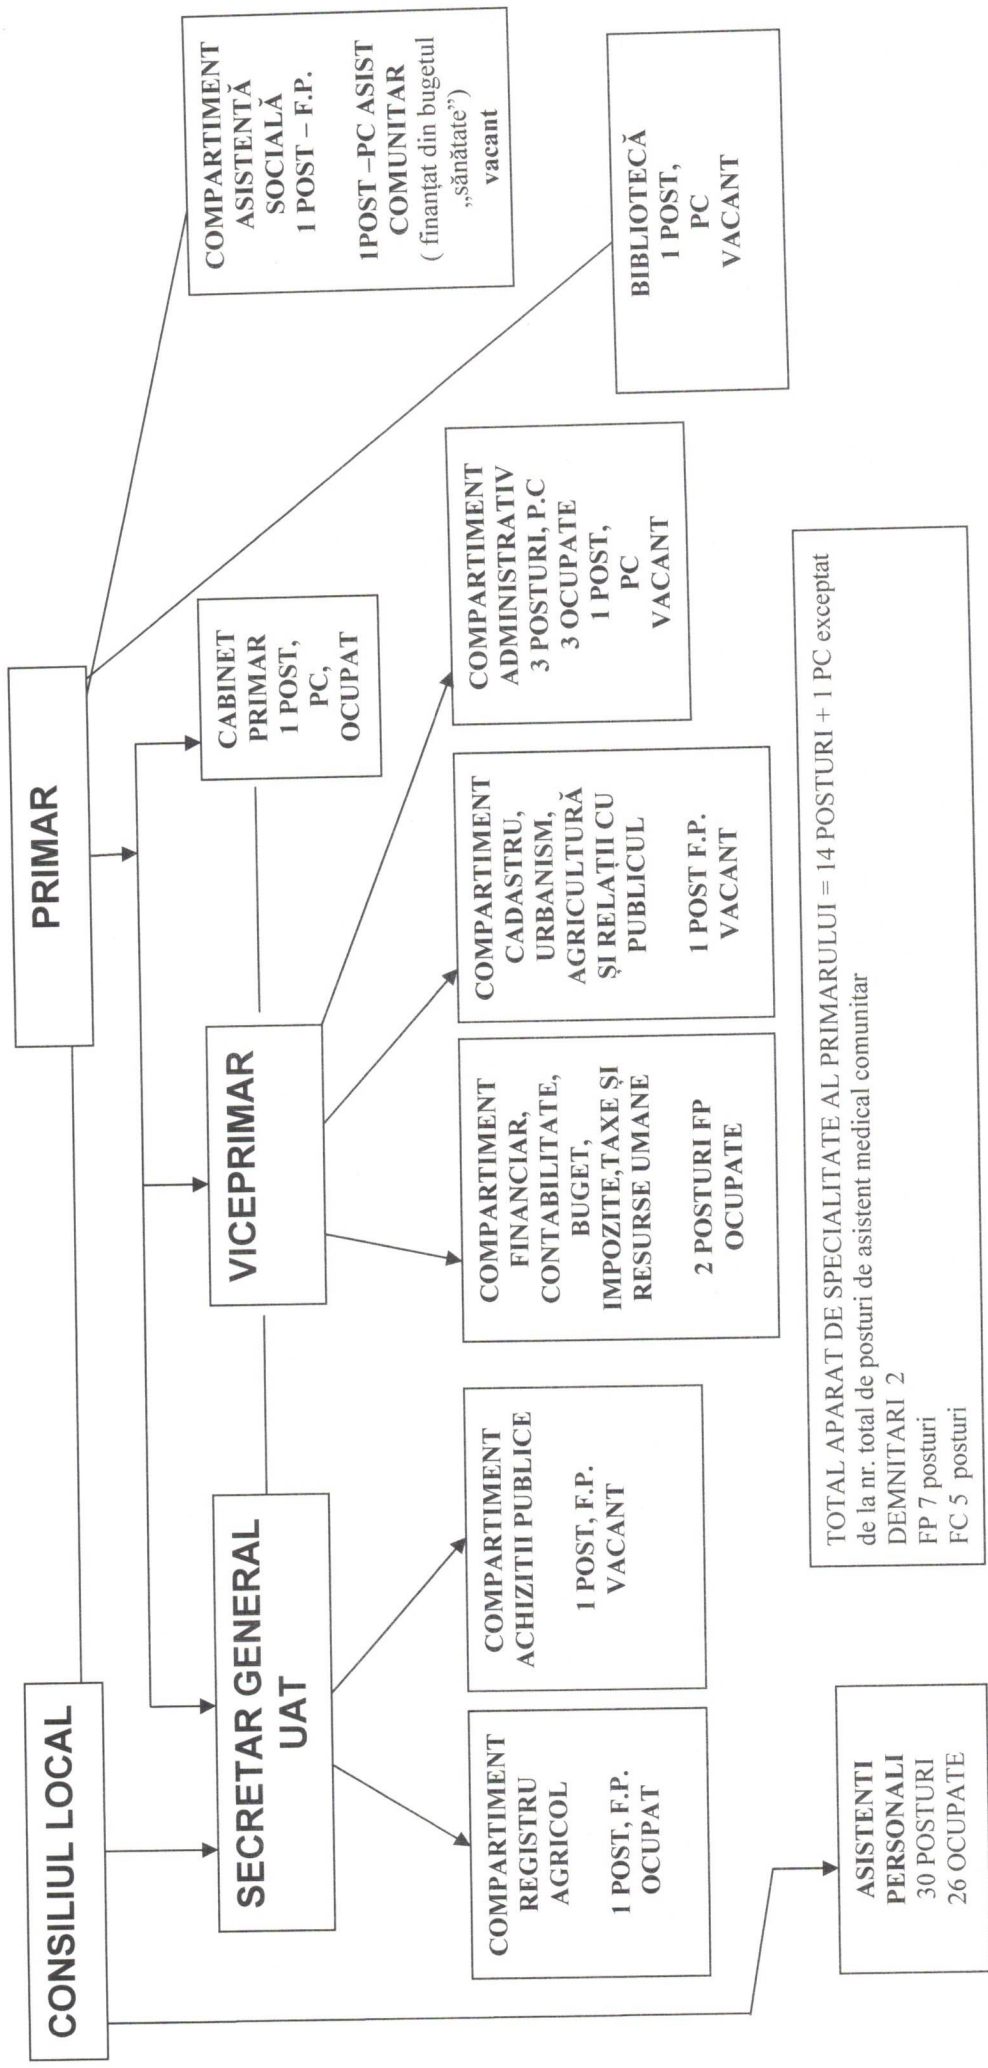 CONSILIUL LOCAL
PRIMAR
SECRETAR GENERAL
UAT
VICEPRIMAR
CABINET
PRIMAR
1 POST,
PC,
OCUPAT
COMPARTIMENT
ASISTENTĂ
SOCIALĂ
1 POST – F.P.
1POST –PC ASIST
COMUNITAR
( finanțat din bugetul
„sănătate”)
vacant
COMPARTIMENT
REGISTRU
AGRICOL
1 POST, F.P.
OCUPAT
COMPARTIMENT
ACHIZITII PUBLICE
1 POST, F.P.
VACANT
COMPARTIMENT
FINANCIAR,
CONTABILITATE,
BUGET,
IMPOZITE,TAXE ȘI
RESURSE UMANE
2 POSTURI FP
OCUPATE
COMPARTIMENT
CADASTRU,
URBANISM,
AGRICULTURĂ
ȘI RELAȚII CU
PUBLICUL
1 POST F.P.
VACANT
COMPARTIMENT
ADMINISTRATIV
3 POSTURI, P.C
3 OCUPATE
1 POST,
PC
VACANT
BIBLIOTECĂ
1 POST,
PC
VACANT
ASISTENTI
PERSONALI
30 POSTURI
26 OCUPATE
TOTAL APARAT DE SPECIALITATE AL PRIMARULUI = 14 POSTURI + 1 PC exceptat
de la nr. total de posturi de asistent medical comunitar
DEMNITARI 2
FP 7 posturi
FC 5 posturi